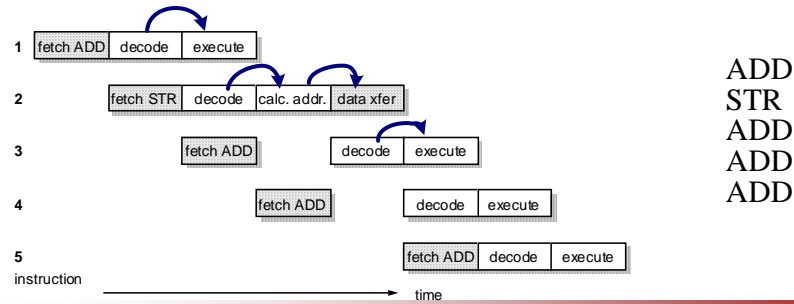 1 fetch ADD decode execute
2 fetch STR decode calc. addr. data xfer
3 fetch ADD decode execute
4 fetch ADD decode execute
5 fetch ADD decode execute
instruction
time
ADD
STR
ADD
ADD
ADD